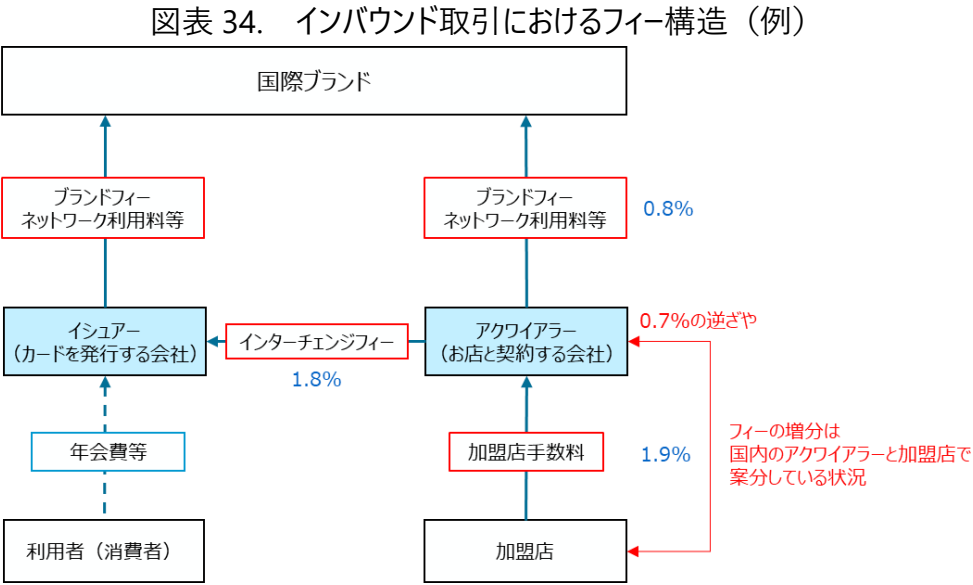 図表 34.　インバウンド取引におけるフィー構造（例）
国際ブランド
ブランドフィー
ネットワーク利用料等
ブランドフィー
ネットワーク利用料等
0.8%
イシュアー
（カードを発行する会社）
インターチェンジフィー
1.8%
アクワイアラー
（お店と契約する会社）
0.7%の逆ざや
年会費等
加盟店手数料
1.9%
フィーの増分は
国内のアクワイアラーと加盟店で
案分している状況
利用者（消費者）
加盟店